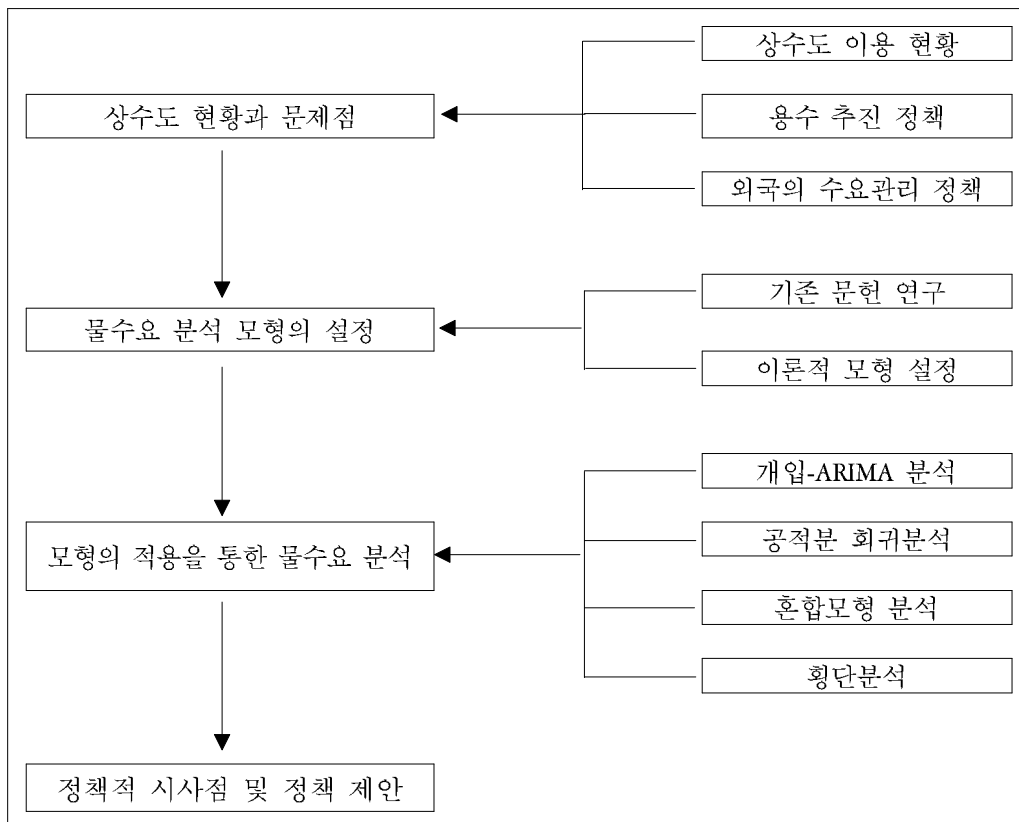 상수도 이용 현황
상수도 현황과 문제점
용수 추진 정책
외국의 수요관리 정책
기존 문헌 연구
물수요 분석 모형의 설정
이론적 모형 설정
개입-ARIMA 분석
공적분 회귀분석
모형의 적용을 통한 물수요 분석
혼합모형 분석
횡단분석
정책적 시사점 및 정책 제안